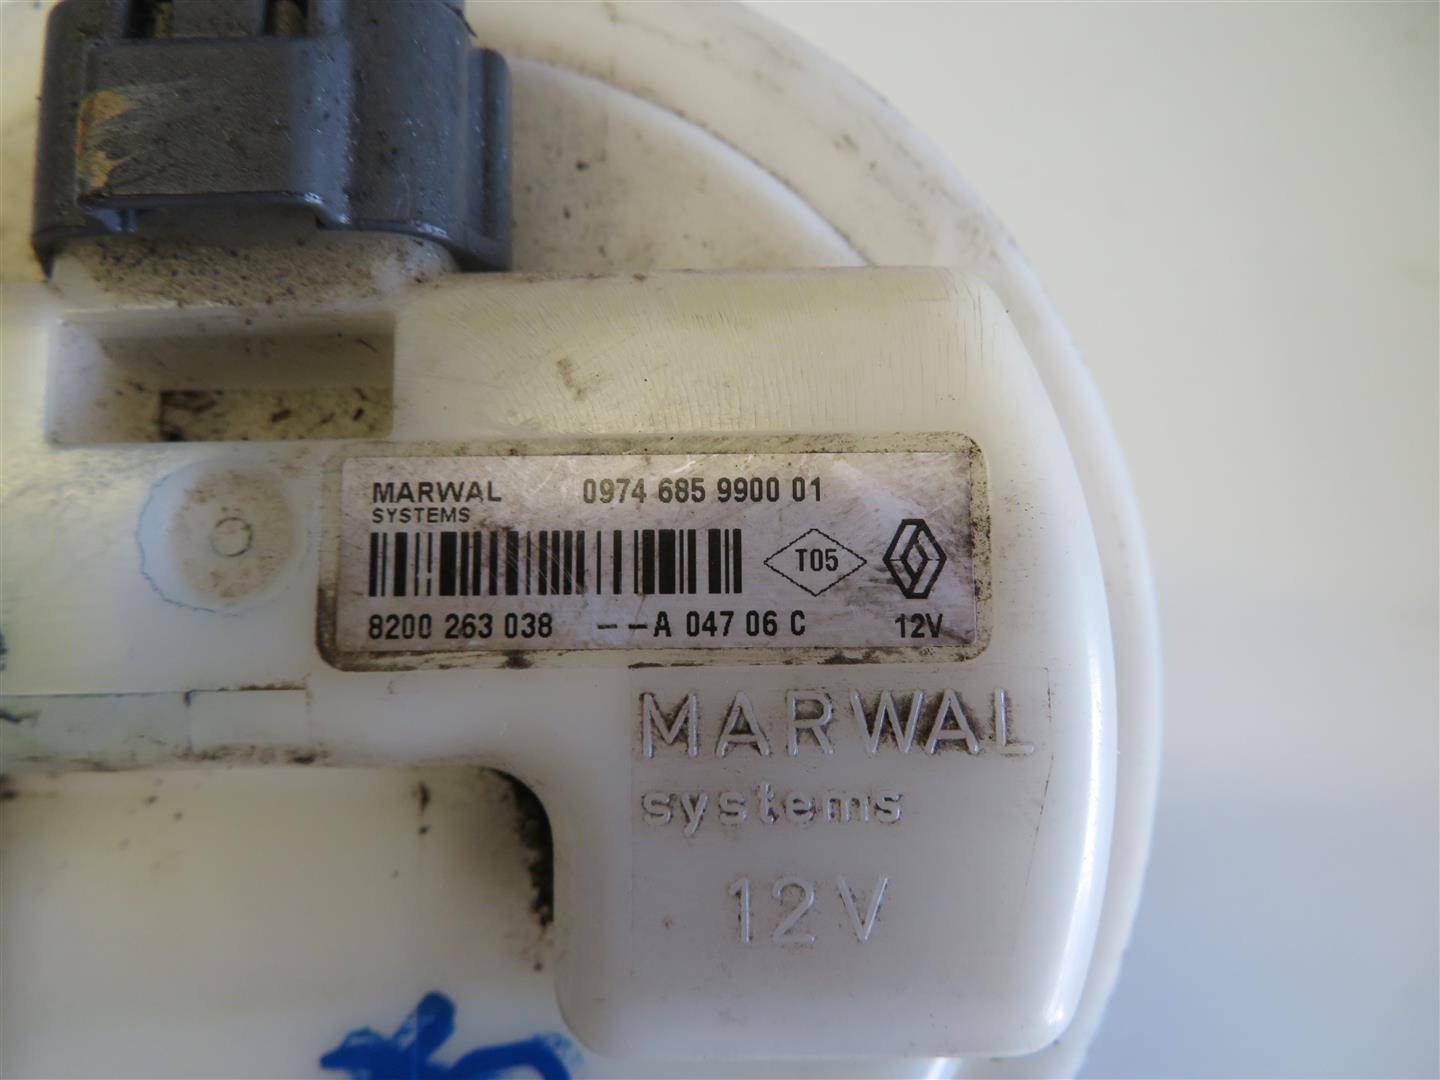 MARWAL 0974 685 9900 01
SYSTEMS
T05
8200 263 038 --A 047 06 C 12V
MARWAL
systems
12V